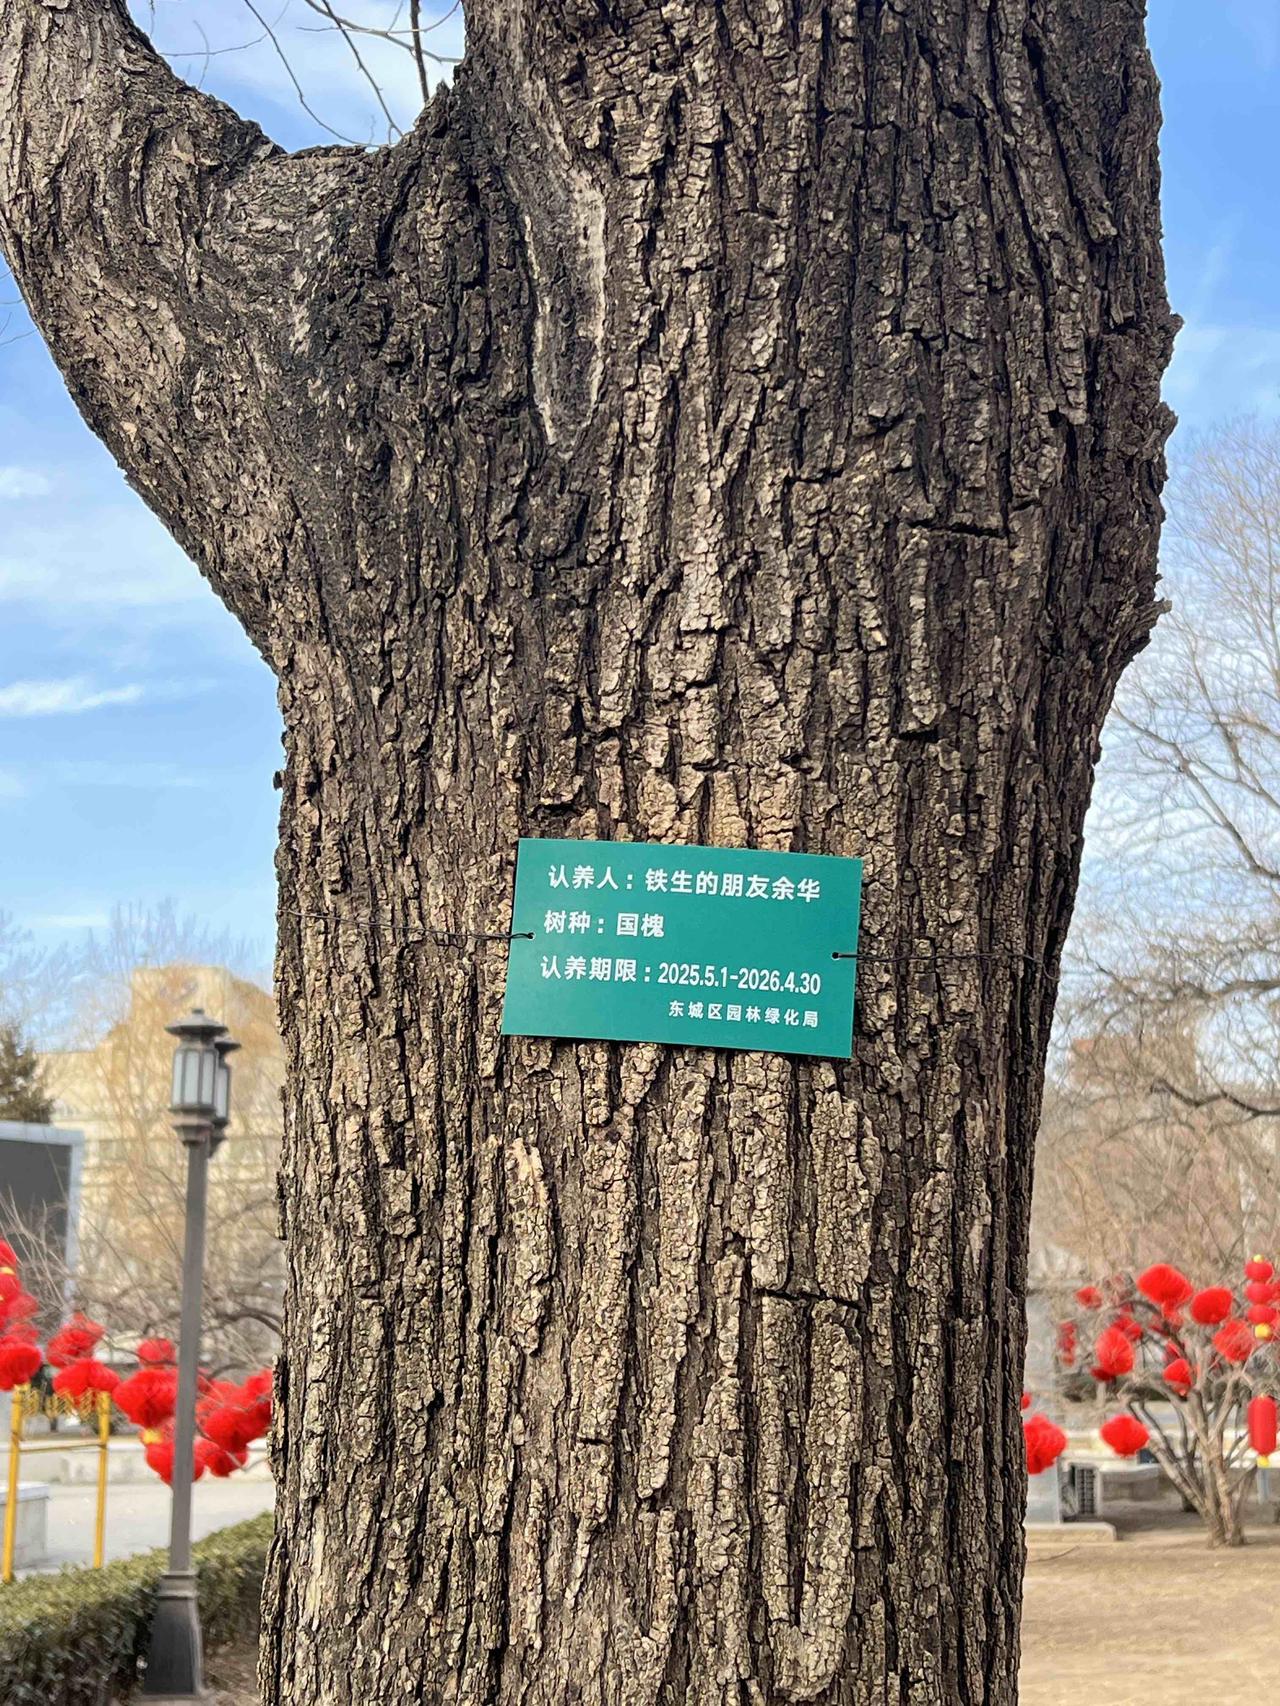 认养人：铁生的朋友余华
树种：国槐
认养期限：2025.5.1-2026.4.30
东城区园林绿化局